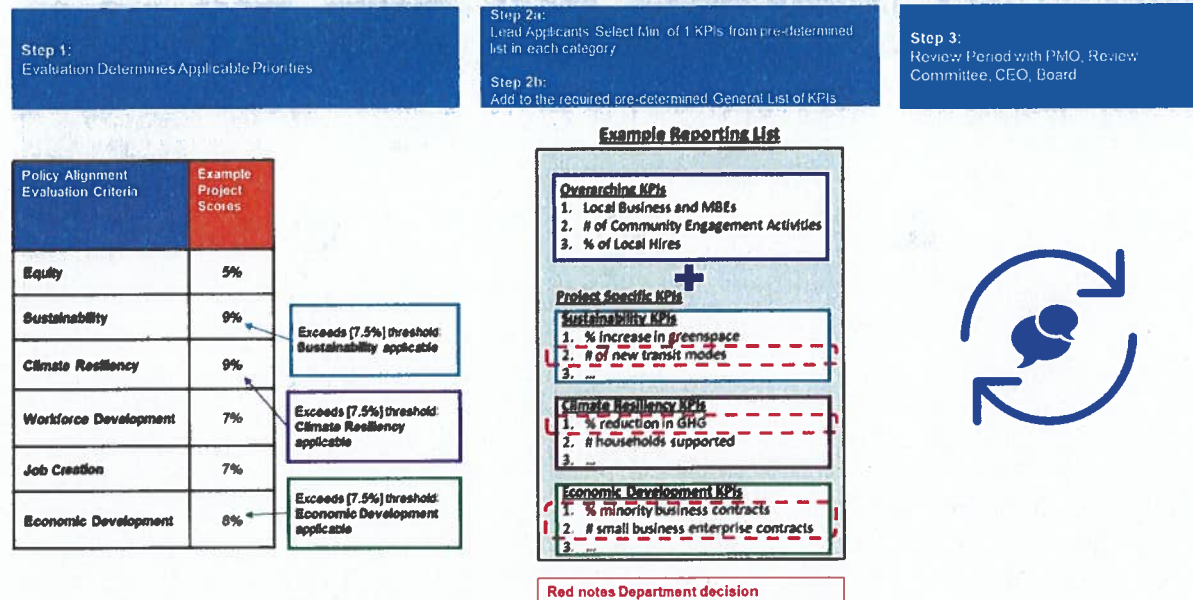 Step 1:
Evaluation Determines Applicable Priorities
Step 2a:
Lead Applicants Select Min. of 1 KPIs from pre-determined
list in each category
Step 2b:
Add to the required pre-determined General List of KPIs
Step 3:
Review Period with PMO, Review
Committee, CEO, Board
Policy Alignment
Evaluation Criteria
Example
Project
Scores
Equity 5%
Sustainability 9%
Climate Resiliency 9%
Workforce Development 7%
Job Creation 7%
Economic Development 8%
Exceeds [7.5%] threshold:
Sustainability applicable
Exceeds [7.5%] threshold:
Climate Resiliency
applicable
Exceeds [7.5%] threshold:
Economic Development
applicable
Example Reporting List
Overarching KPIs
1. Local Business and MBEs
2. # of Community Engagement Activities
3. % of Local Hires
Project Specific KPIs
Sustainability KPIs
1. % increase in greenspace
2. # of new transit modes
3. ...
Climate Resiliency KPIs
1. % reduction in GHG
2. # households supported
3. ...
Economic Development KPIs
1. % minority business contracts
2. # small business enterprise contracts
3. ...
Red notes Department decision